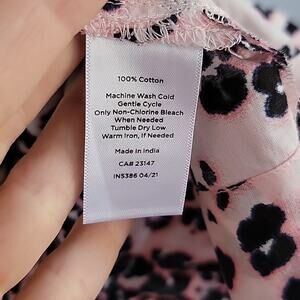 100% Cotton
Machine Wash Cold
Gentle Cycle
Only Non-Chlorine Bleach
When Needed
Tumble Dry Low
Warm Iron, If Needed
Made in India
CA# 23147
INS386 04/21